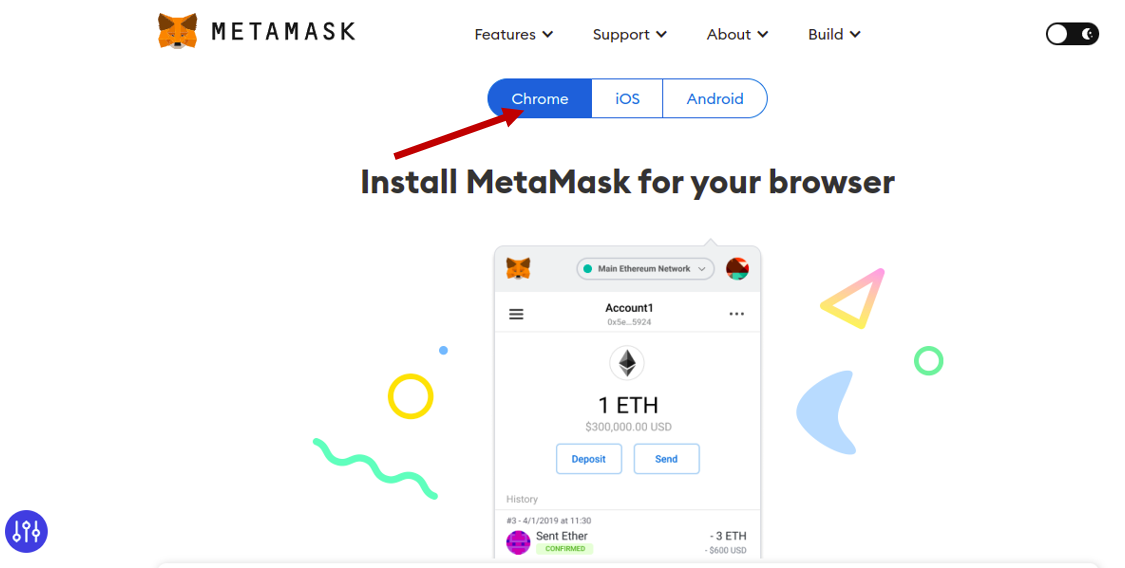 METAMASK
Features Support About Build
Chrome iOS Android
Install MetaMask for your browser
Main Ethereum Network
Account1
0x5e...5924
1 ETH
$300,000.00 USD
Deposit Send
History
#3 - 4/1/2019 at 11:30
Sent Ether - 3 ETH
CONFIRMED - $600 USD